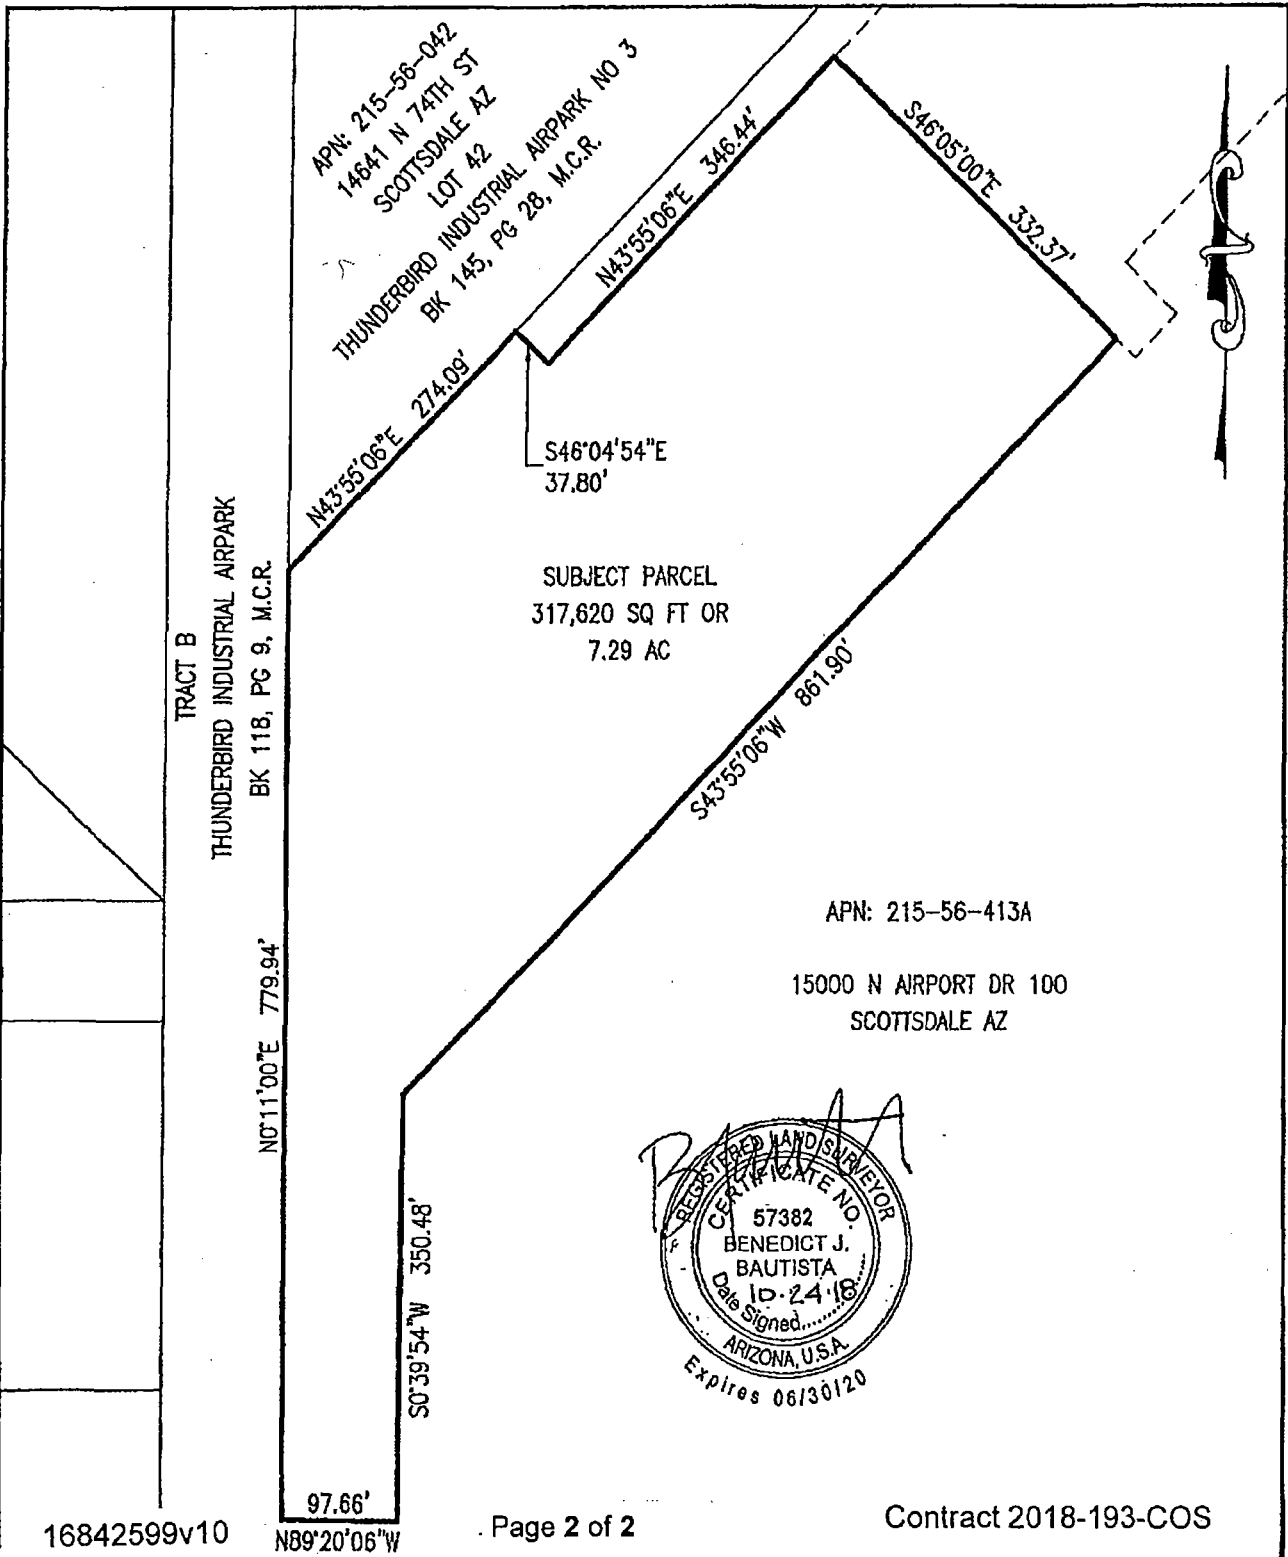 APN: 215-56-042
14641 N 74TH ST
SCOTTSDALE AZ
LOT 42
THUNDERBIRD INDUSTRIAL AIRPARK NO 3
BK 145, PG 28, M.C.R.
N43°55'06"E 346.44'
S46°05'00"E 332.37'
N43°55'06"E 274.09'
S46°04'54"E
37.80'
SUBJECT PARCEL
317,620 SQ FT OR
7.29 AC
TRACT B
THUNDERBIRD INDUSTRIAL AIRPARK
BK 118, PG 9, M.C.R.
S43°55'06"W 861.90'
N0°11'00"E 779.94'
APN: 215-56-413A
15000 N AIRPORT DR 100
SCOTTSDALE AZ
S0°39'54"W 350.48'
REGISTERED LAND SURVEYOR
CERTIFICATE NO.
57382
BENEDICT J.
BAUTISTA
10·24·18
Date Signed
ARIZONA, U.S.A.
Expires 06/30/20
97.66'
N89°20'06"W
16842599v10
Page 2 of 2
Contract 2018-193-COS